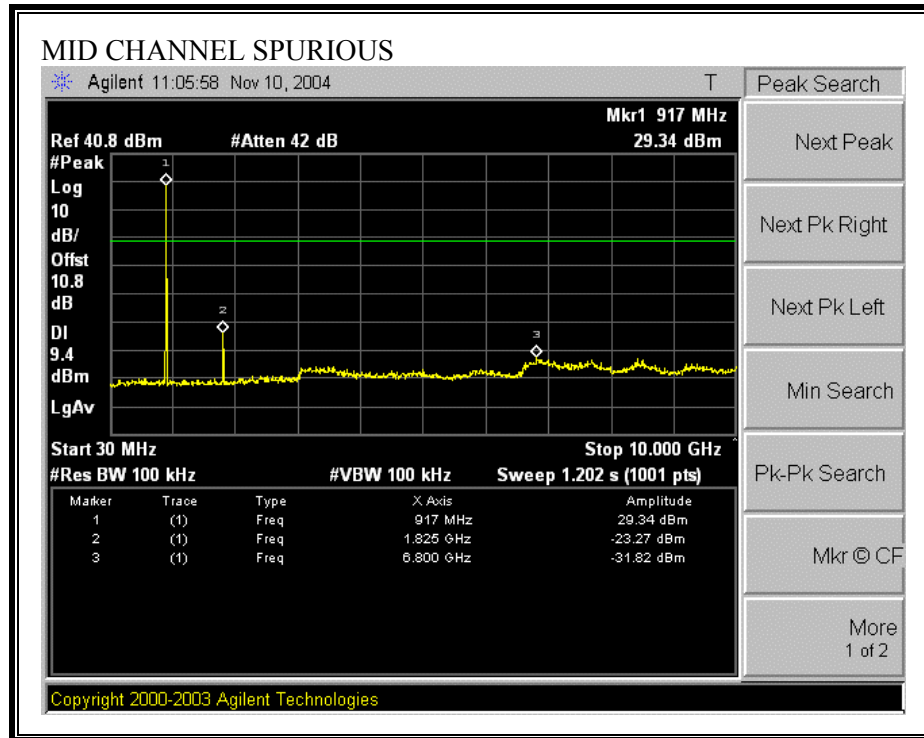 MID CHANNEL SPURIOUS
Agilent 11:05:58 Nov 10, 2004 T
Peak Search
Mkr1 917 MHz
Ref 40.8 dBm #Atten 42 dB 29.34 dBm
#Peak
Log
10
dB/
Offst
10.8
dB
DI
9.4
dBm
LgAv
1
2
3
Start 30 MHz Stop 10.000 GHz
#Res BW 100 kHz #VBW 100 kHz Sweep 1.202 s (1001 pts)
Marker Trace Type X Axis Amplitude
1 (1) Freq 917 MHz 29.34 dBm
2 (1) Freq 1.825 GHz -23.27 dBm
3 (1) Freq 6.800 GHz -31.82 dBm
Next Peak
Next Pk Right
Next Pk Left
Min Search
Pk-Pk Search
Mkr © CF
More
1 of 2
Copyright 2000-2003 Agilent Technologies